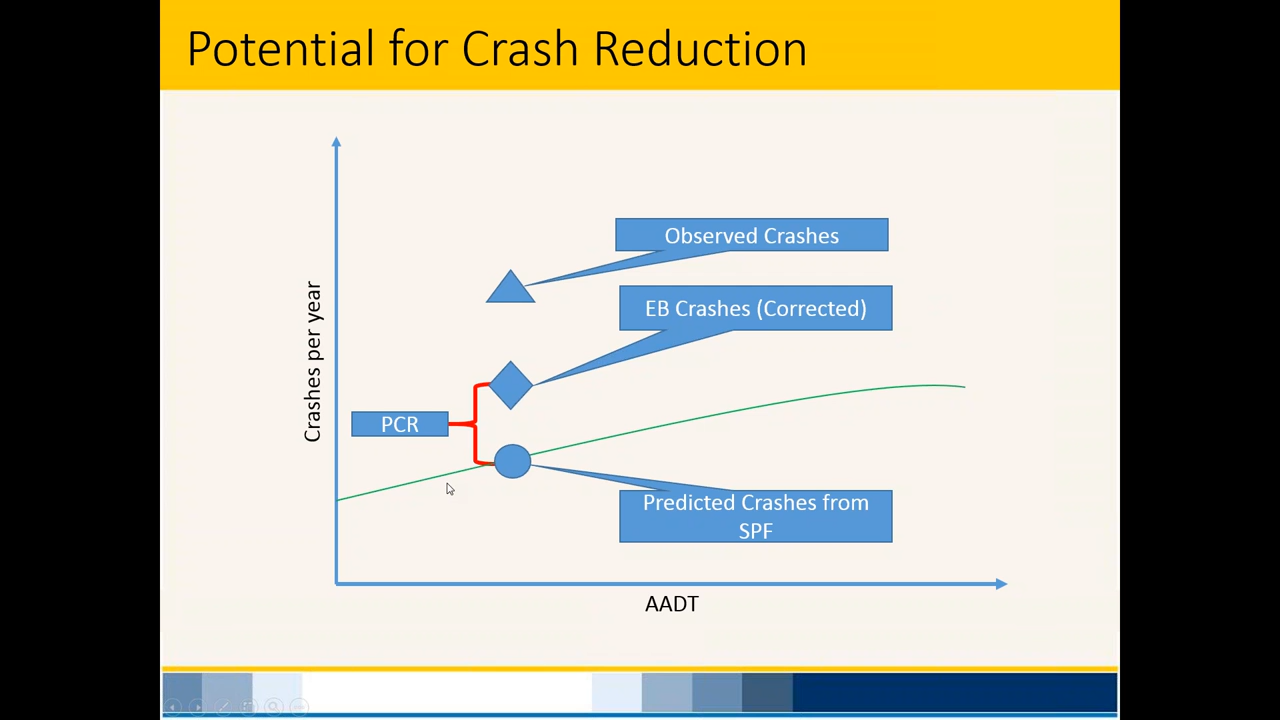 Potential for Crash Reduction
Observed Crashes
EB Crashes (Corrected)
Crashes per year
PCR
Predicted Crashes from
SPF
AADT